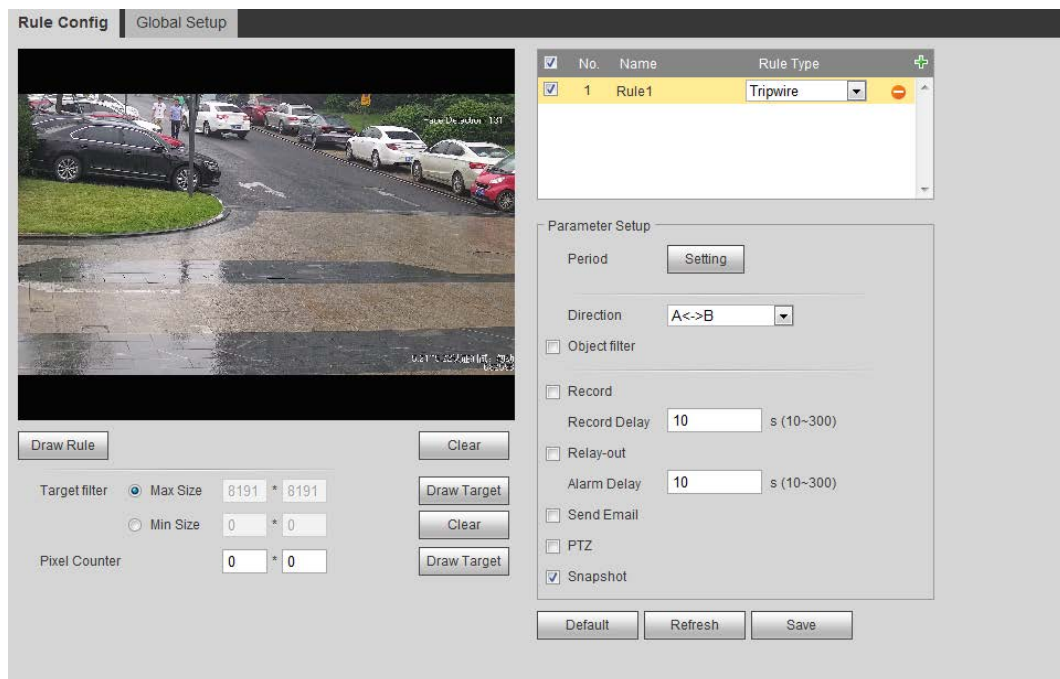 Rule Config Global Setup
No. Name Rule Type
1 Rule1 Tripwire
Parameter Setup
Period Setting
Direction A<->B
Object filter
Record
Record Delay 10 s (10~300)
Relay-out
Alarm Delay 10 s (10~300)
Send Email
PTZ
Snapshot
Default Refresh Save
Face Detection 131
Draw Rule Clear
Target filter Max Size 8191 * 8191 Draw Target
Min Size 0 * 0 Clear
Pixel Counter 0 * 0 Draw Target